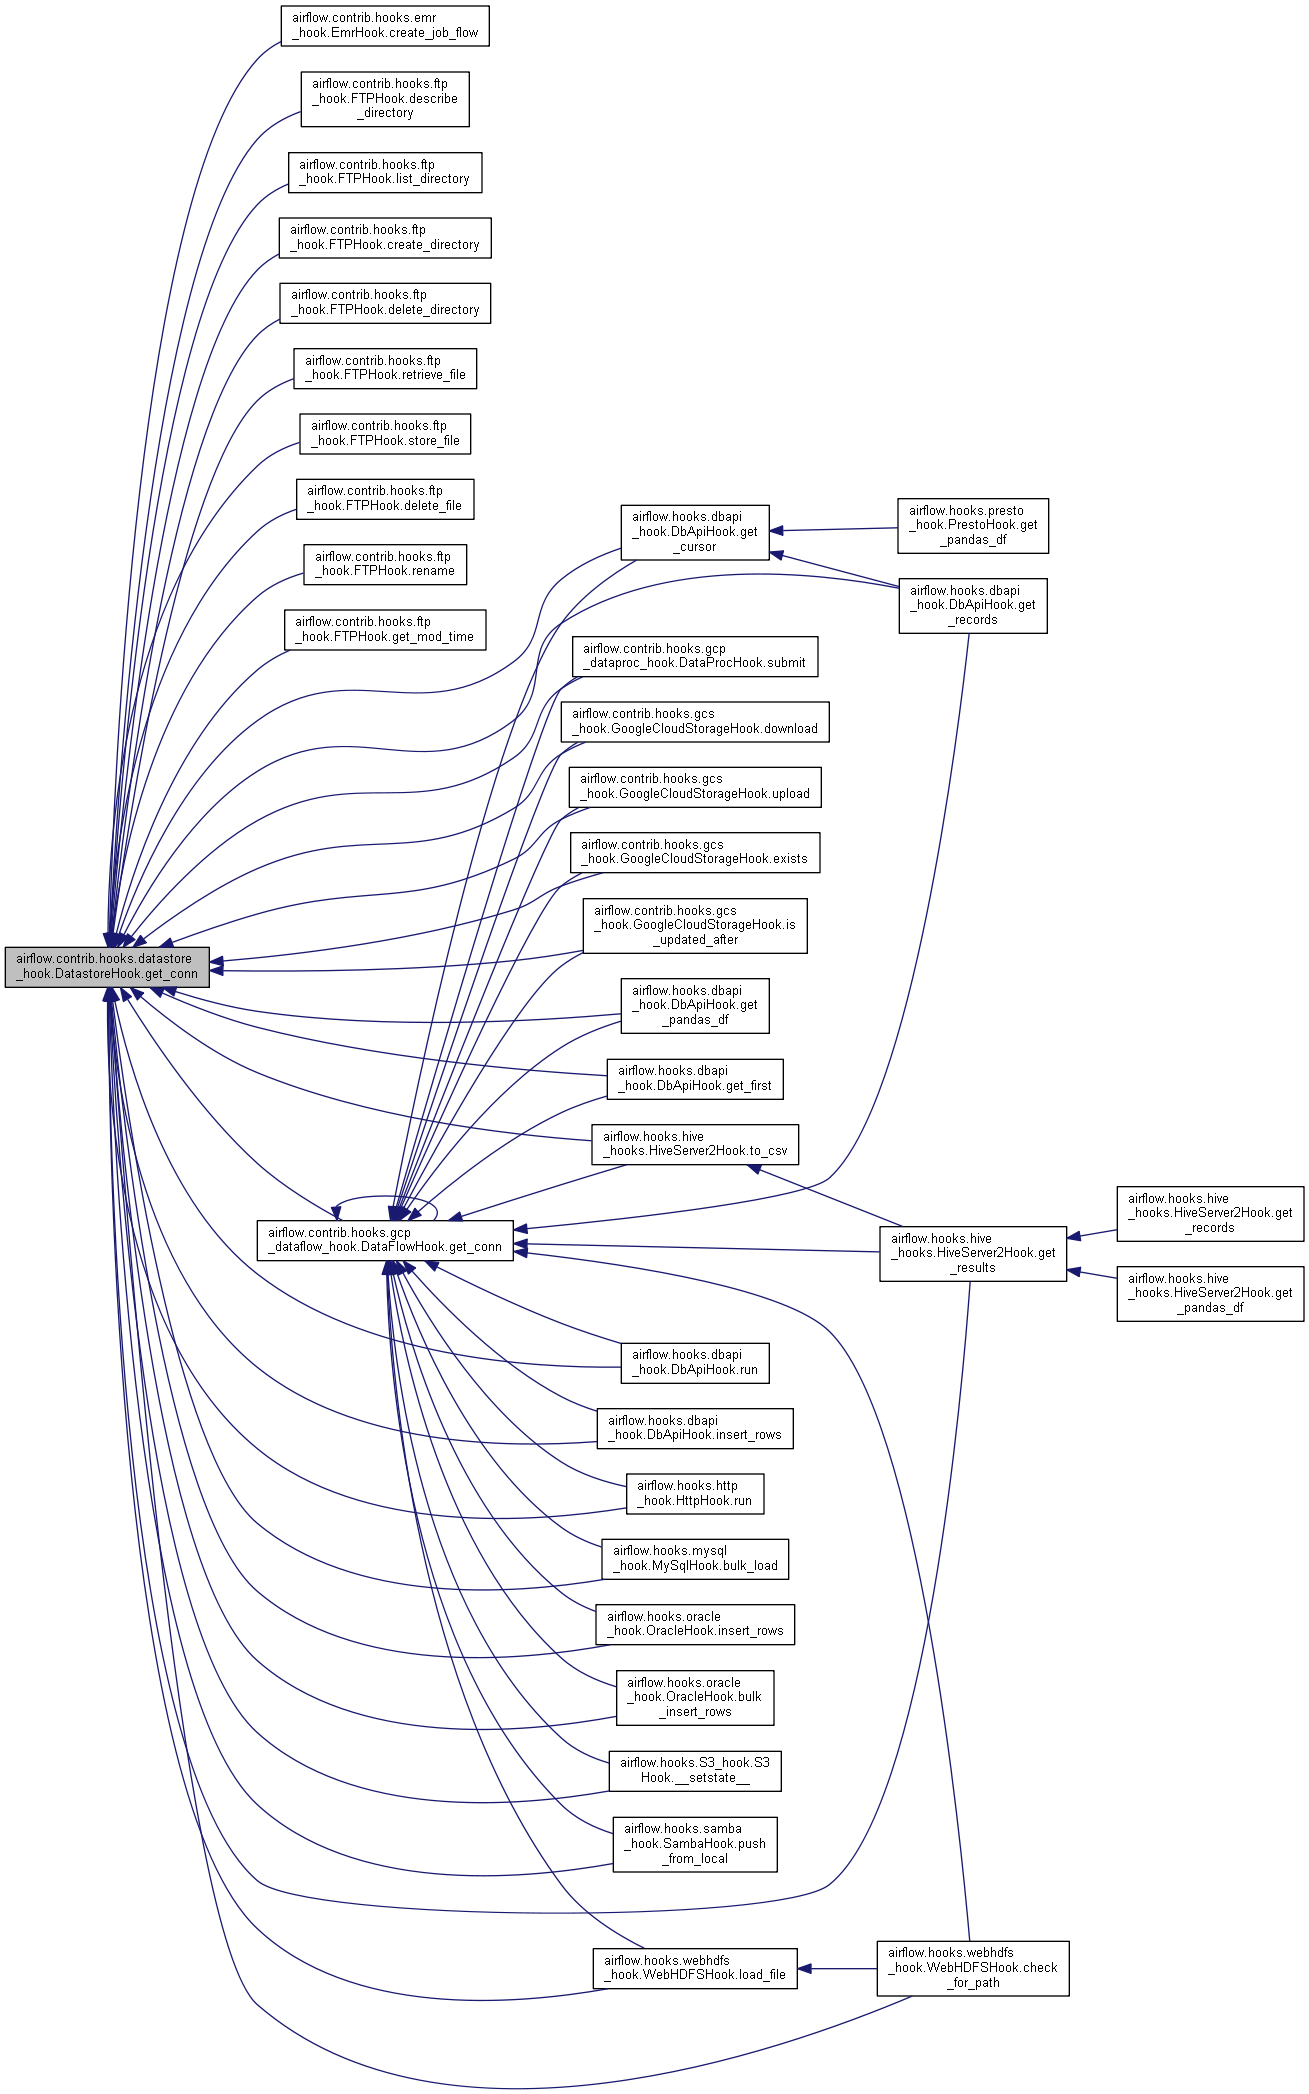 airflow.contrib.hooks.emr
_hook.EmrHook.create_job_flow
airflow.contrib.hooks.ftp
_hook.FTPHook.describe
_directory
airflow.contrib.hooks.ftp
_hook.FTPHook.list_directory
airflow.contrib.hooks.ftp
_hook.FTPHook.create_directory
airflow.contrib.hooks.ftp
_hook.FTPHook.delete_directory
airflow.contrib.hooks.ftp
_hook.FTPHook.retrieve_file
airflow.contrib.hooks.ftp
_hook.FTPHook.store_file
airflow.contrib.hooks.ftp
_hook.FTPHook.delete_file
airflow.contrib.hooks.ftp
_hook.FTPHook.rename
airflow.contrib.hooks.ftp
_hook.FTPHook.get_mod_time
airflow.contrib.hooks.datastore
_hook.DatastoreHook.get_conn
airflow.contrib.hooks.gcp
_dataflow_hook.DataFlowHook.get_conn
airflow.hooks.dbapi
_hook.DbApiHook.get
_cursor
airflow.contrib.hooks.gcp
_dataproc_hook.DataProcHook.submit
airflow.contrib.hooks.gcs
_hook.GoogleCloudStorageHook.download
airflow.contrib.hooks.gcs
_hook.GoogleCloudStorageHook.upload
airflow.contrib.hooks.gcs
_hook.GoogleCloudStorageHook.exists
airflow.contrib.hooks.gcs
_hook.GoogleCloudStorageHook.is
_updated_after
airflow.hooks.dbapi
_hook.DbApiHook.get
_pandas_df
airflow.hooks.dbapi
_hook.DbApiHook.get_first
airflow.hooks.hive
_hooks.HiveServer2Hook.to_csv
airflow.hooks.dbapi
_hook.DbApiHook.run
airflow.hooks.dbapi
_hook.DbApiHook.insert_rows
airflow.hooks.http
_hook.HttpHook.run
airflow.hooks.mysql
_hook.MySqlHook.bulk_load
airflow.hooks.oracle
_hook.OracleHook.insert_rows
airflow.hooks.oracle
_hook.OracleHook.bulk
_insert_rows
airflow.hooks.S3_hook.S3
Hook.__setstate__
airflow.hooks.samba
_hook.SambaHook.push
_from_local
airflow.hooks.webhdfs
_hook.WebHDFSHook.load_file
airflow.hooks.presto
_hook.PrestoHook.get
_pandas_df
airflow.hooks.dbapi
_hook.DbApiHook.get
_records
airflow.hooks.hive
_hooks.HiveServer2Hook.get
_results
airflow.hooks.webhdfs
_hook.WebHDFSHook.check
_for_path
airflow.hooks.hive
_hooks.HiveServer2Hook.get
_records
airflow.hooks.hive
_hooks.HiveServer2Hook.get
_pandas_df